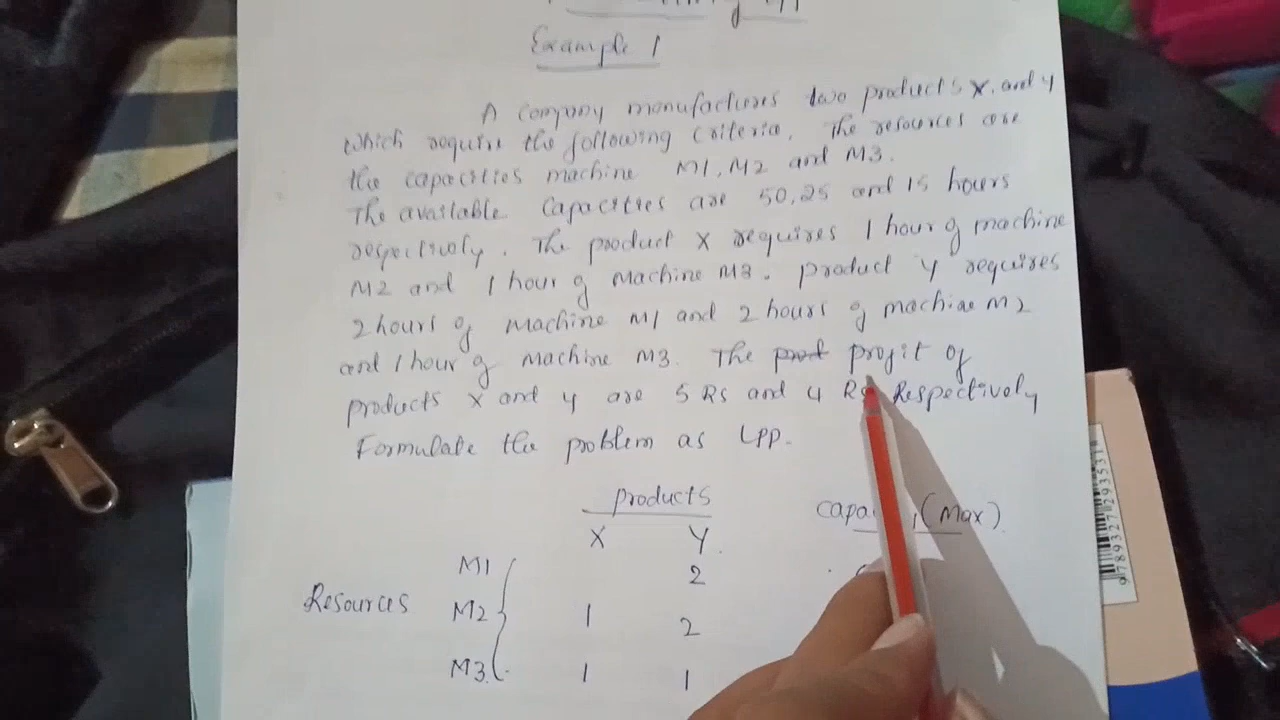 Example 1
A company manufactures two products X, and Y
which require the following criteria. The resources are
the capacities machine M1, M2 and M3.
The available capacities are 50, 25 and 15 hours
respectively. The product X requires 1 hour of machine
M2 and 1 hour of machine M3. product Y requires
2 hours of machine M1 and 2 hours of machine M2
and 1 hour of machine M3. The profit of
products X and Y are 5 RS and 4 RS Respectively
Formulate the problem as LPP.
products
capa (Max)
X Y
M1 2
Resources M2 1 2
M3 1 1
9789327293531